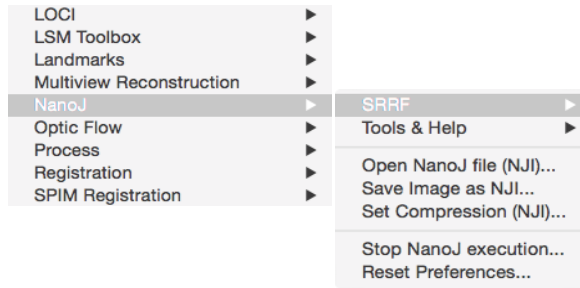 LOCI
LSM Toolbox
Landmarks
Multiview Reconstruction
NanoJ
Optic Flow
Process
Registration
SPIM Registration
SRRF
Tools & Help
Open NanoJ file (NJI)...
Save Image as NJI...
Set Compression (NJI)...
Stop NanoJ execution...
Reset Preferences...